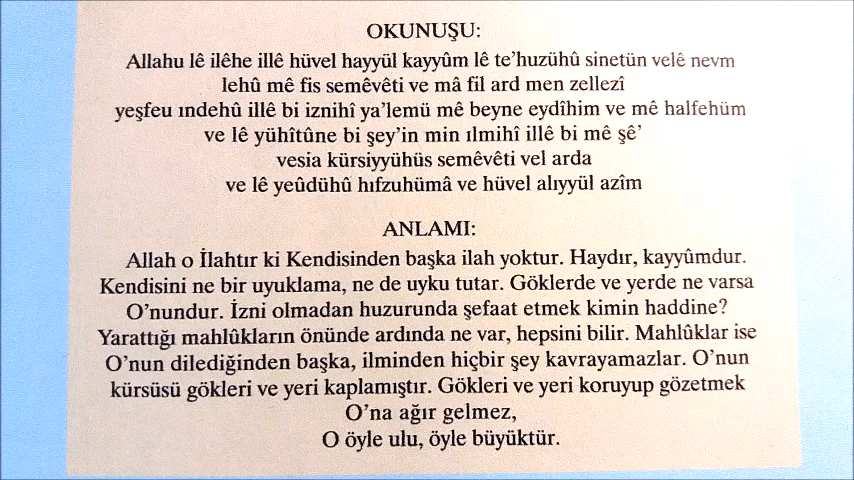 OKUNUŞU:
Allahu lê ilêhe illê hüvel hayyül kayyûm lê te'huzühû sinetün velê nevm
lehû mê fis semêvêti ve mâ fil ard men zellezî
yeşfeu ındehû illê bi iznihî ya'lemü mê beyne eydîhim ve mê halfehüm
ve lê yühîtûne bi şey'in min ılmihî illê bi mê şê'
vesia kürsiyyühüs semêvêti vel arda
ve lê yeûdühû hıfzuhümâ ve hüvel alıyyül azîm
ANLAMI:
Allah o İlahtır ki Kendisinden başka ilah yoktur. Haydır, kayyûmdur.
Kendisini ne bir uyuklama, ne de uyku tutar. Göklerde ve yerde ne varsa
O'nundur. İzni olmadan huzurunda şefaat etmek kimin haddine?
Yarattığı mahlûkların önünde ardında ne var, hepsini bilir. Mahlûklar ise
O'nun dilediğinden başka, ilminden hiçbir şey kavrayamazlar. O'nun
kürsüsü gökleri ve yeri kaplamıştır. Gökleri ve yeri koruyup gözetmek
O'na ağır gelmez,
O öyle ulu, öyle büyüktür.